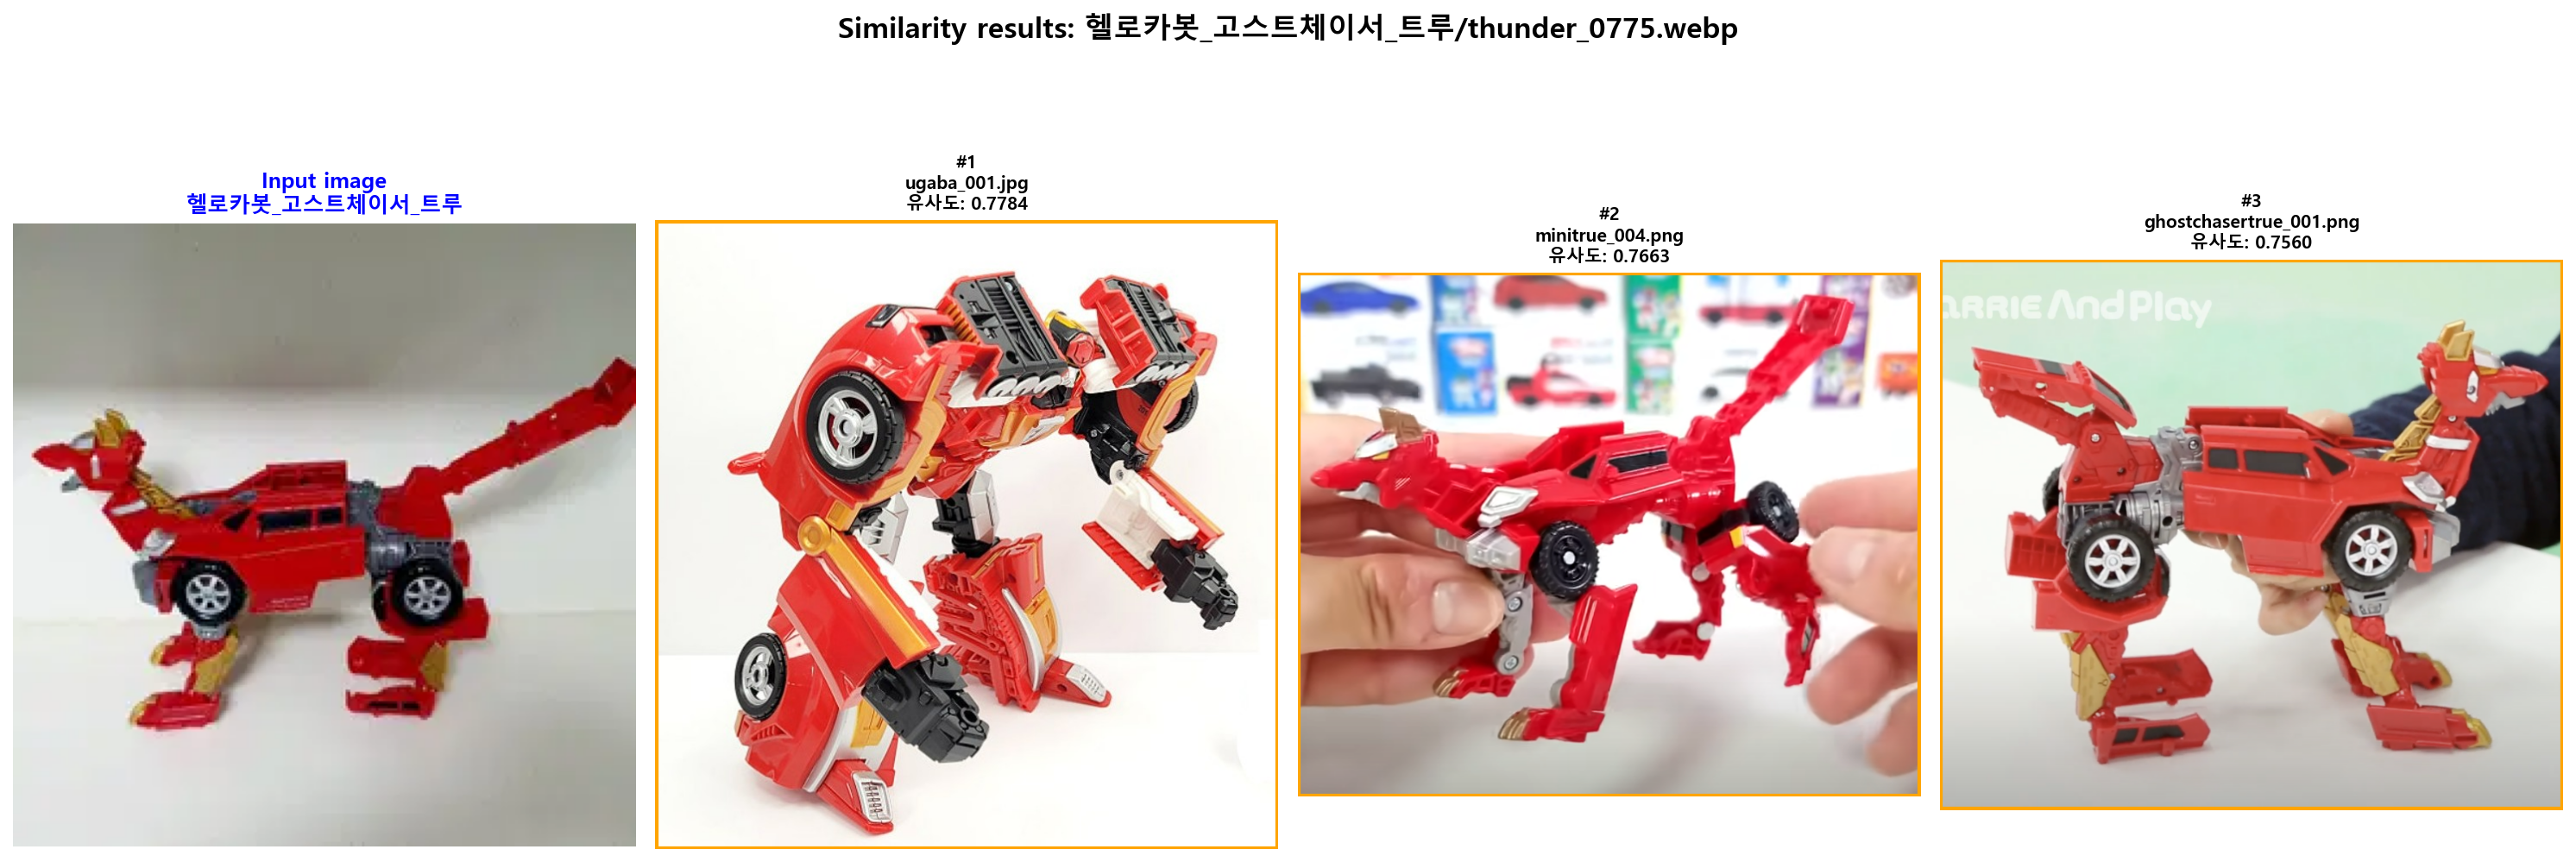 Similarity results: 헬로카봇_고스트체이서_트루/thunder_0775.webp
Input image
헬로카봇_고스트체이서_트루
#1
ugaba_001.jpg
유사도: 0.7784
#2
minitrue_004.png
유사도: 0.7663
#3
ghostchasertrue_001.png
유사도: 0.7560
ARRIE And Play